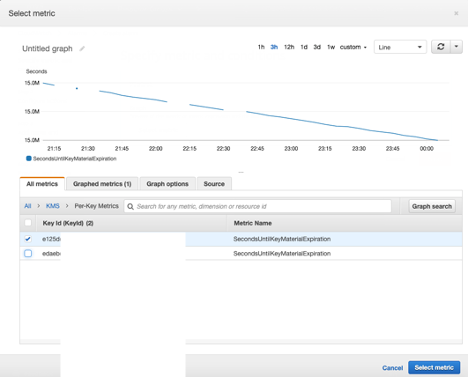 Select metric
×
Untitled graph
1h 3h 12h 1d 3d 1w custom Line
Seconds
15.0M
15.0M
15.0M
21:15 21:30 21:45 22:00 22:15 22:30 22:45 23:00 23:15 23:30 23:45 00:00
SecondsUntilKeyMaterialExpiration
All metrics Graphed metrics (1) Graph options Source
All > KMS > Per-Key Metrics Search for any metric, dimension or resource id Graph search
Key Id (KeyId) (2) Metric Name
e125d SecondsUntilKeyMaterialExpiration
edaeb SecondsUntilKeyMaterialExpiration
Cancel Select metric